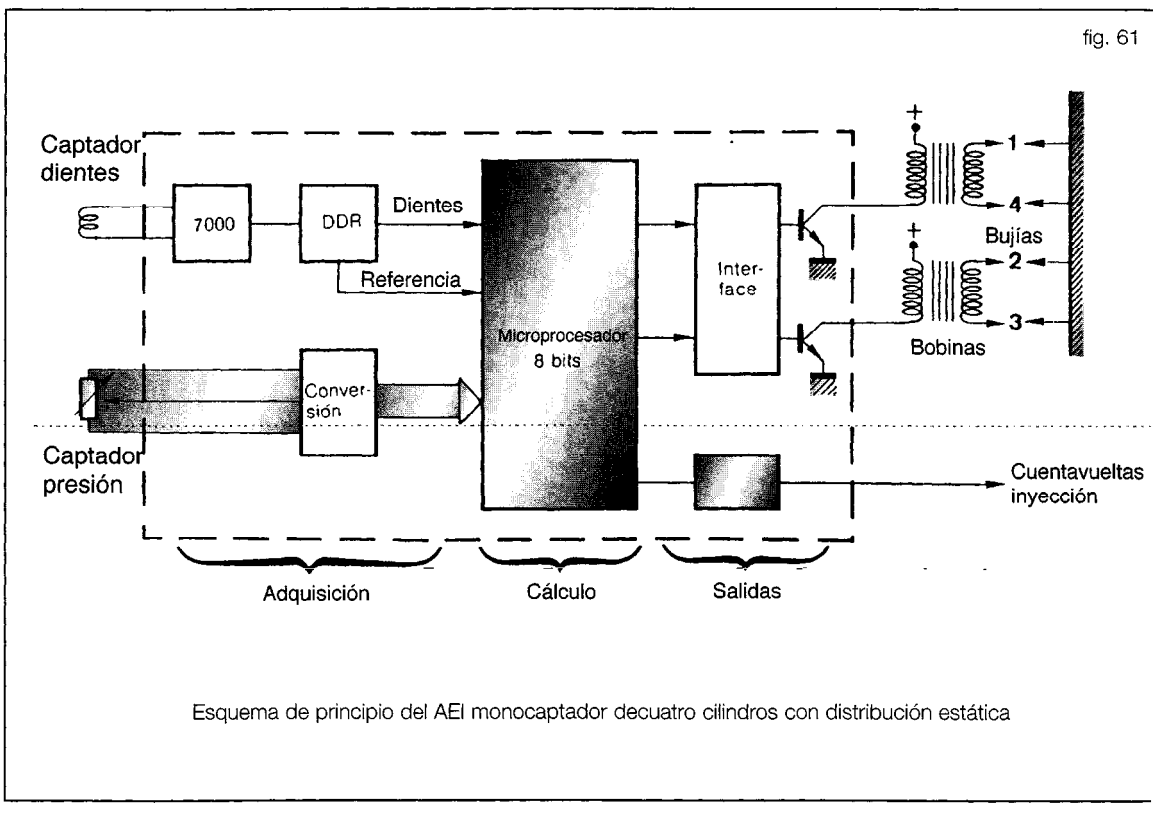 fig. 61
Captador
dientes
7000
DDR
Dientes
Referencia
Microprocesador
8 bits
Inter-
face
+
1
4
Bujías
+
2
3
Bobinas
Conver-
sión
Captador
presión
Cuentavueltas
inyección
Adquisición
Cálculo
Salidas
Esquema de principio del AEI monocaptador decuatro cilindros con distribución estática